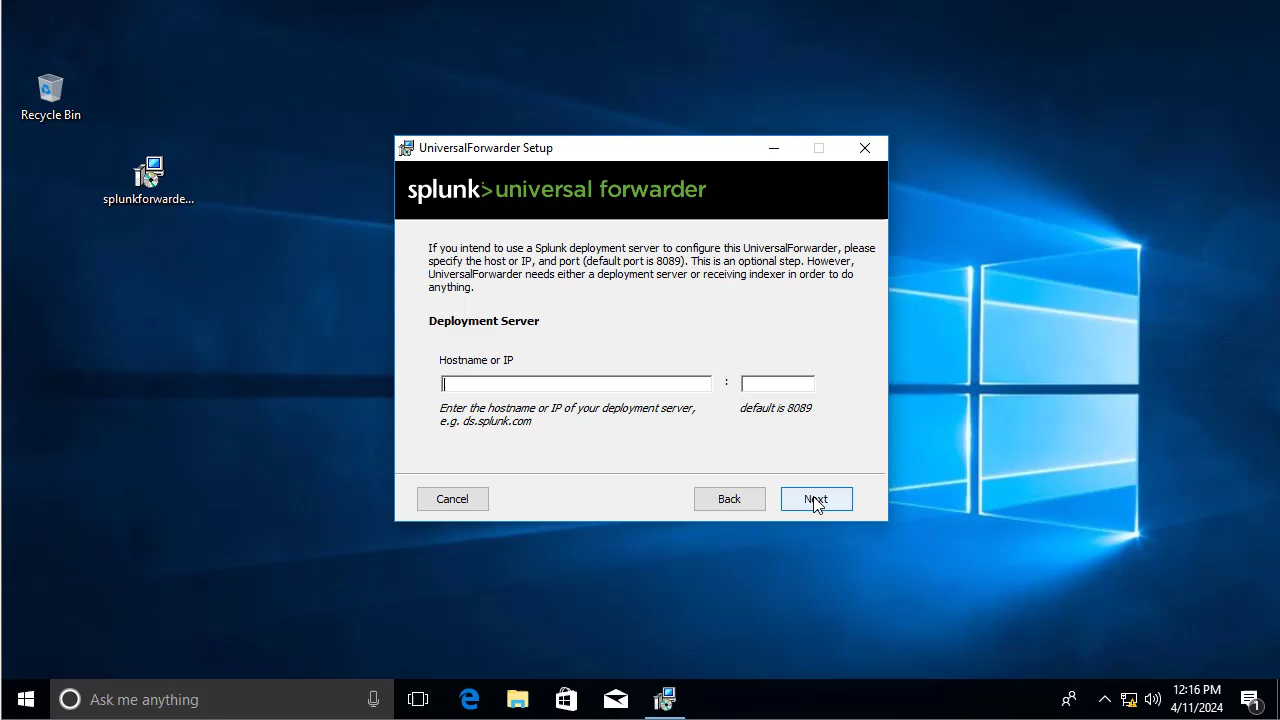 Recycle Bin
splunkforwarde...
UniversalForwarder Setup
splunk>universal forwarder
If you intend to use a Splunk deployment server to configure this UniversalForwarder, please
specify the host or IP, and port (default port is 8089). This is an optional step. However,
UniversalForwarder needs either a deployment server or receiving indexer in order to do
anything.
Deployment Server
Hostname or IP
:
Enter the hostname or IP of your deployment server,
e.g. ds.splunk.com
default is 8089
Cancel
Back
Next
Ask me anything
12:16 PM
4/11/2024
1